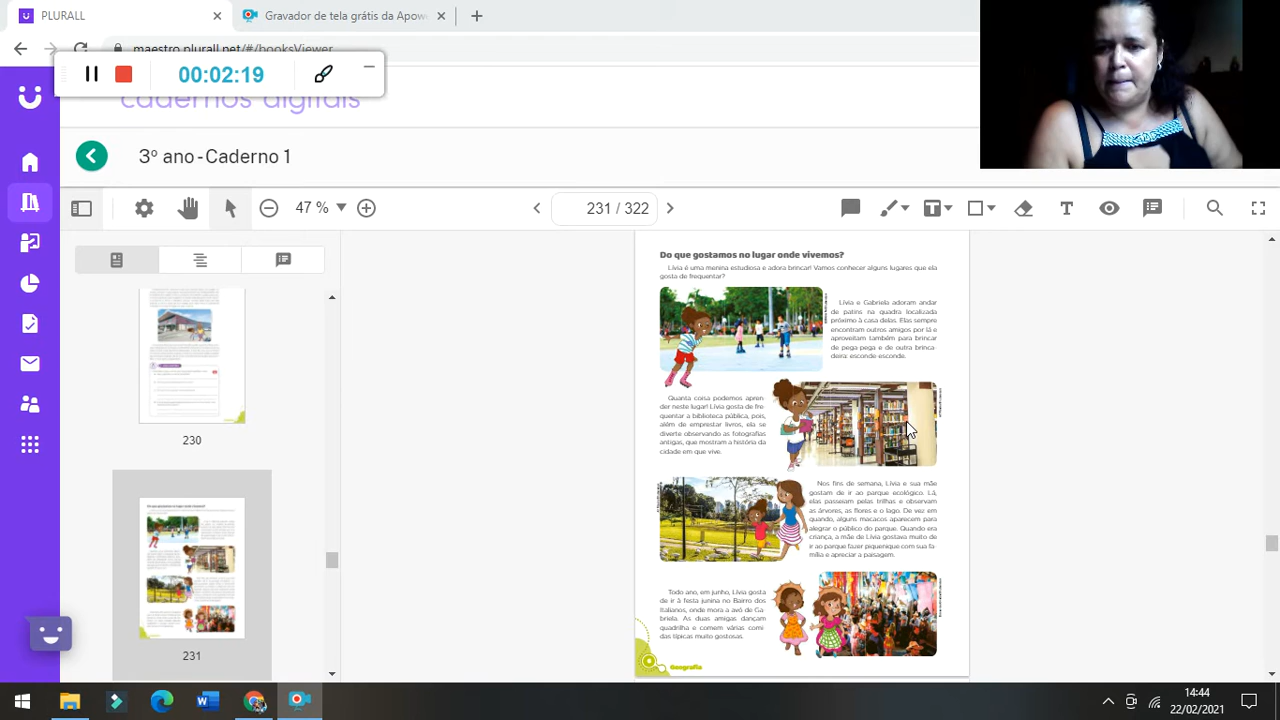 PLURALL
Gravador de tela grátis da Apowe
maestro.plurall.net/#/booksViewer
00:02:19
cadernos digitais
3º ano - Caderno 1
47 %
231 / 322
230
231
Do que gostamos no lugar onde vivemos?
Lívia é uma menina estudiosa e adora brincar! Vamos conhecer alguns lugares que ela
gosta de frequentar?
Lívia e Gabriela adoram andar
de patins na quadra localizada
próximo à casa delas. Elas sempre
encontram outros amigos por lá e
aproveitam também para brincar
de pega-pega e de outra brinca-
deira: esconde-esconde.
Quanta coisa podemos apren-
der neste lugar! Lívia gosta de fre-
quentar a biblioteca pública, pois,
além de emprestar livros, ela se
diverte observando as fotografias
antigas, que mostram a história da
cidade em que vive.
Nos fins de semana, Lívia e sua mãe
gostam de ir ao parque ecológico. Lá,
elas passeiam pelas trilhas e observam
as árvores, as flores e o lago. De vez em
quando, alguns macacos aparecem para
alegrar o público do parque. Quando era
criança, a mãe de Lívia gostava muito de
ir ao parque fazer piquenique com sua fa-
mília e apreciar a paisagem.
Todo ano, em junho, Lívia gosta
de ir à festa junina no Bairro dos
Italianos, onde mora a avó de Ga-
briela. As duas amigas dançam
quadrilha e comem várias comi-
das típicas muito gostosas.
Geografia
14:44
22/02/2021